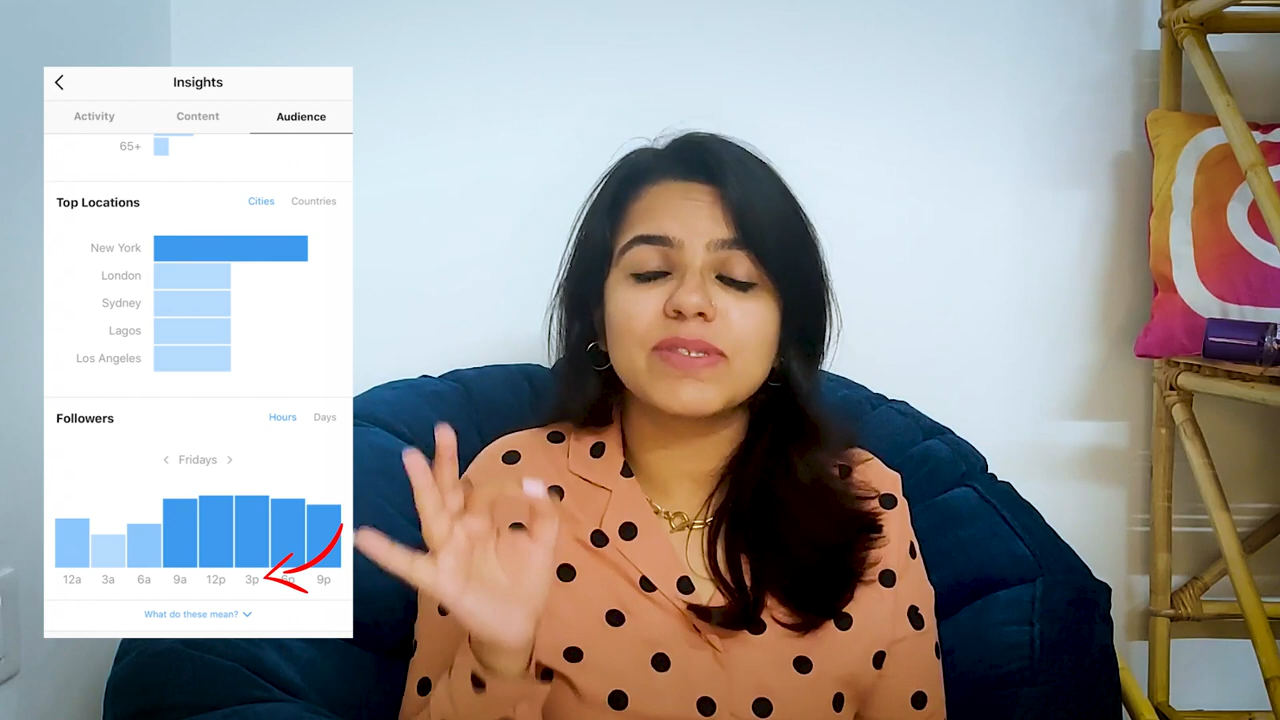 Insights
Activity Content Audience
65+
Top Locations Cities Countries
New York
London
Sydney
Lagos
Los Angeles
Followers Hours Days
Fridays
12a 3a 6a 9a 12p 3p 6p 9p
What do these mean?